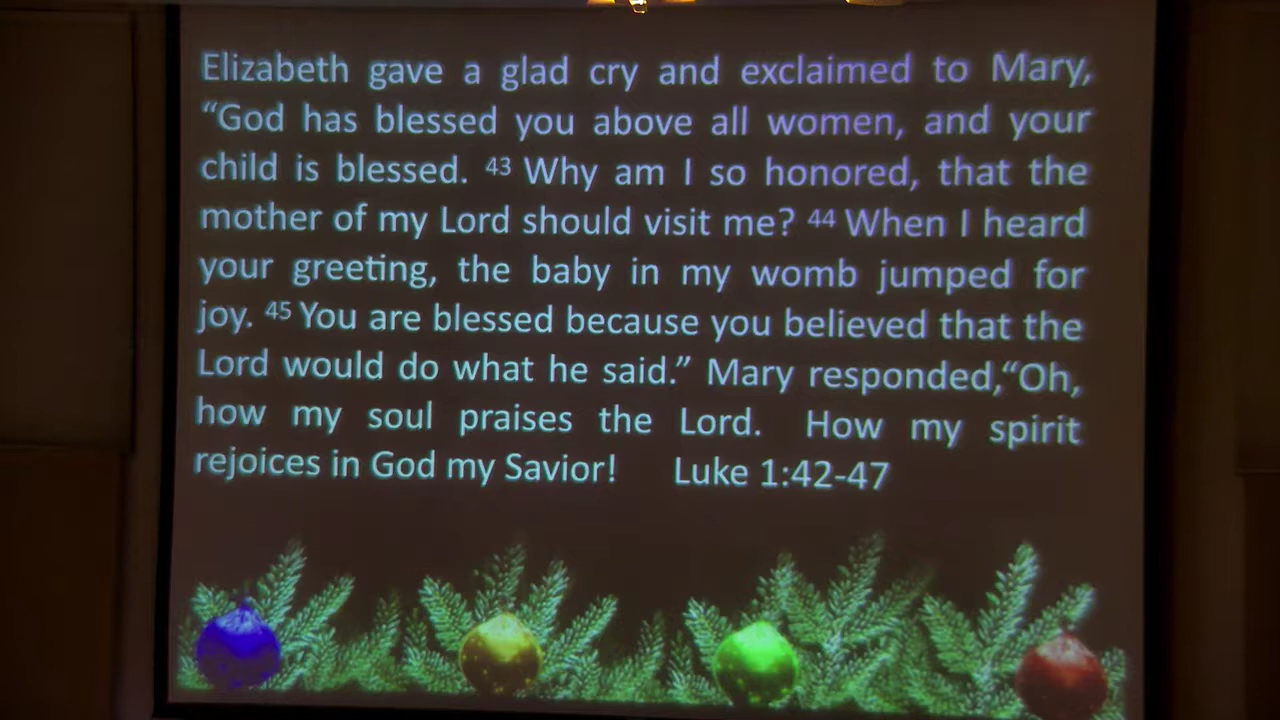 Elizabeth gave a glad cry and exclaimed to Mary,
“God has blessed you above all women, and your
child is blessed. 43 Why am I so honored, that the
mother of my Lord should visit me? 44 When I heard
your greeting, the baby in my womb jumped for
joy. 45 You are blessed because you believed that the
Lord would do what he said.” Mary responded,“Oh,
how my soul praises the Lord. How my spirit
rejoices in God my Savior! Luke 1:42-47